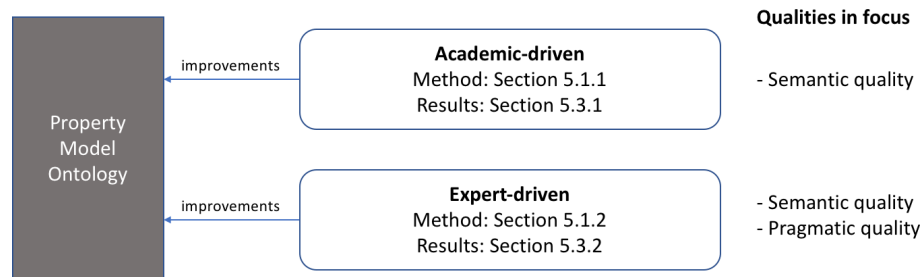 Qualities in focus
Property
Model
Ontology
improvements
Academic-driven
Method: Section 5.1.1
Results: Section 5.3.1
- Semantic quality
improvements
Expert-driven
Method: Section 5.1.2
Results: Section 5.3.2
- Semantic quality
- Pragmatic quality